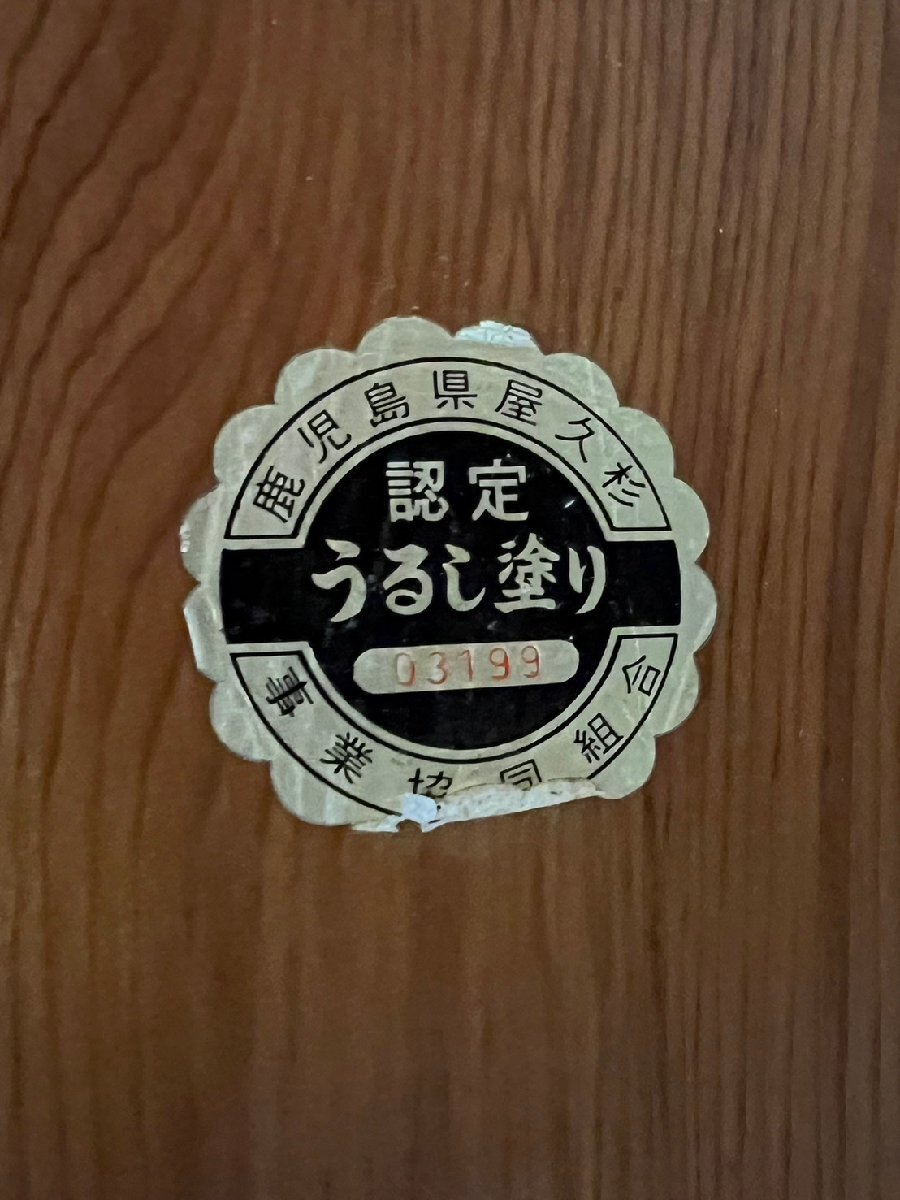 鹿児島県屋久杉
認定
うるし塗り
03199
事業協同組合